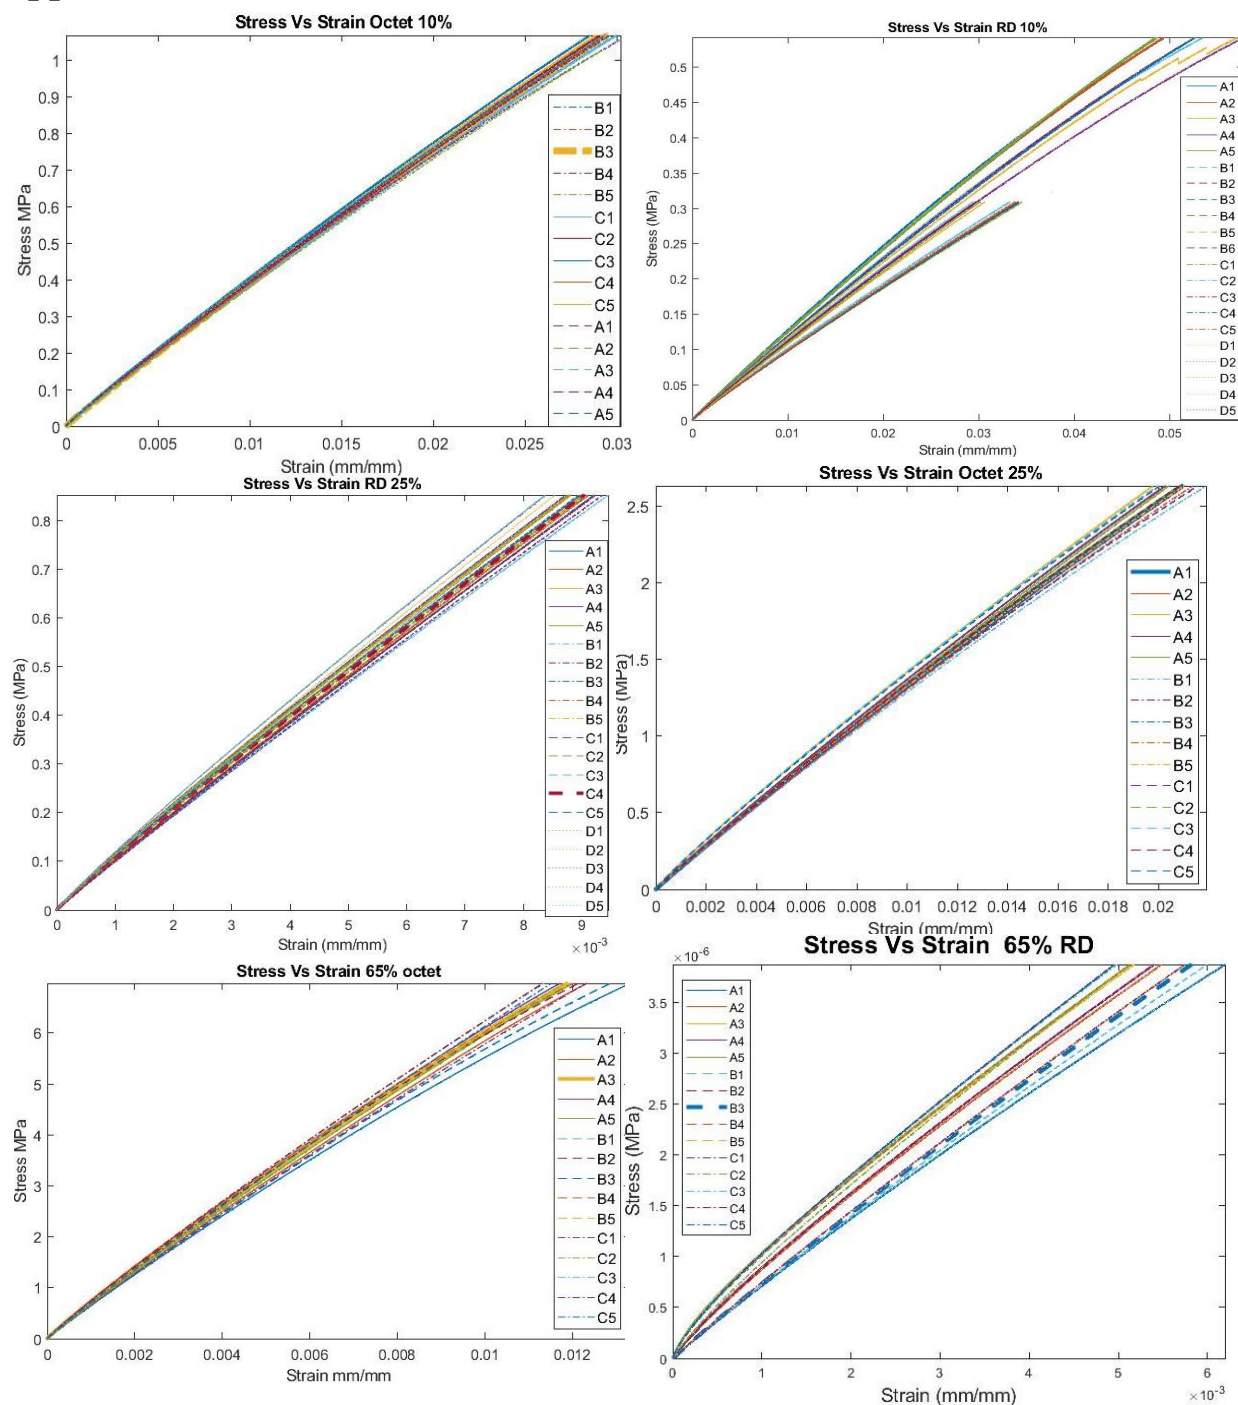 Stress Vs Strain Octet 10%
1
0.9
0.8
0.7
0.6
0.5
0.4
0.3
0.2
0.1
0
Stress MPa
0 0.005 0.01 0.015 0.02 0.025 0.03
Strain (mm/mm)
B1
B2
B3
B4
B5
C1
C2
C3
C4
C5
A1
A2
A3
A4
A5
Stress Vs Strain RD 10%
0.5
0.45
0.4
0.35
0.3
0.25
0.2
0.15
0.1
0.05
0
Stress (MPa)
0 0.01 0.02 0.03 0.04 0.05
Strain (mm/mm)
A1
A2
A3
A4
A5
B1
B2
B3
B4
B5
B6
C1
C2
C3
C4
C5
D1
D2
D3
D4
D5
Stress Vs Strain RD 25%
0.8
0.7
0.6
0.5
0.4
0.3
0.2
0.1
0
Stress (MPa)
0 1 2 3 4 5 6 7 8 9
Strain (mm/mm) ×10⁻³
A1
A2
A3
A4
A5
B1
B2
B3
B4
B5
C1
C2
C3
C4
C5
D1
D2
D3
D4
D5
Stress Vs Strain Octet 25%
2.5
2
1.5
1
0.5
0
Stress (MPa)
0 0.002 0.004 0.006 0.008 0.01 0.012 0.014 0.016 0.018 0.02
Strain (mm/mm)
A1
A2
A3
A4
A5
B1
B2
B3
B4
B5
C1
C2
C3
C4
C5
Stress Vs Strain 65% octet
6
5
4
3
2
1
0
Stress MPa
0 0.002 0.004 0.006 0.008 0.01 0.012
Strain mm/mm
A1
A2
A3
A4
A5
B1
B2
B3
B4
B5
C1
C2
C3
C4
C5
Stress Vs Strain 65% RD
×10⁻⁶
3.5
3
2.5
2
1.5
1
0.5
0
Stress (MPa)
0 1 2 3 4 5 6
Strain (mm/mm) ×10⁻³
A1
A2
A3
A4
A5
B1
B2
B3
B4
B5
C1
C2
C3
C4
C5